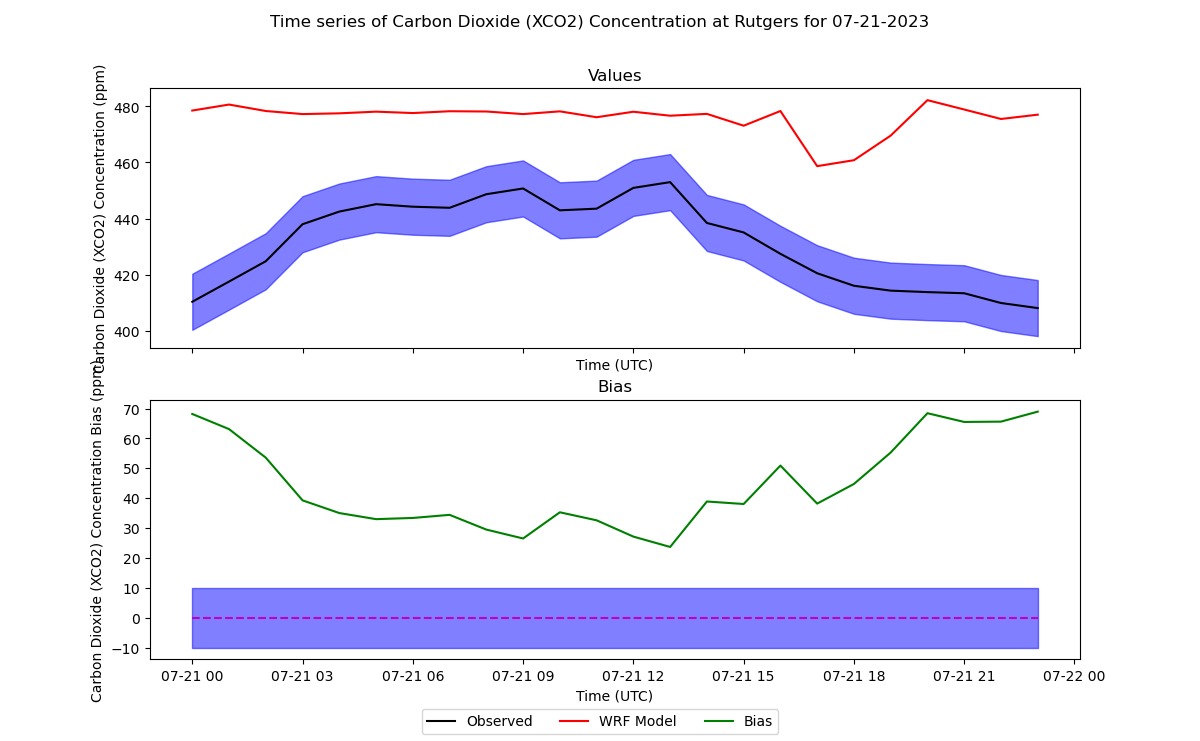 Time series of Carbon Dioxide (XCO2) Concentration at Rutgers for 07-21-2023
Values
Carbon Dioxide (XCO2) Concentration (ppm)
480
460
440
420
400
Time (UTC)
Bias
Carbon Dioxide (XCO2) Concentration Bias (ppm)
70
60
50
40
30
20
10
0
−10
07-21 00 07-21 03 07-21 06 07-21 09 07-21 12 07-21 15 07-21 18 07-21 21 07-22 00
Time (UTC)
Observed WRF Model Bias